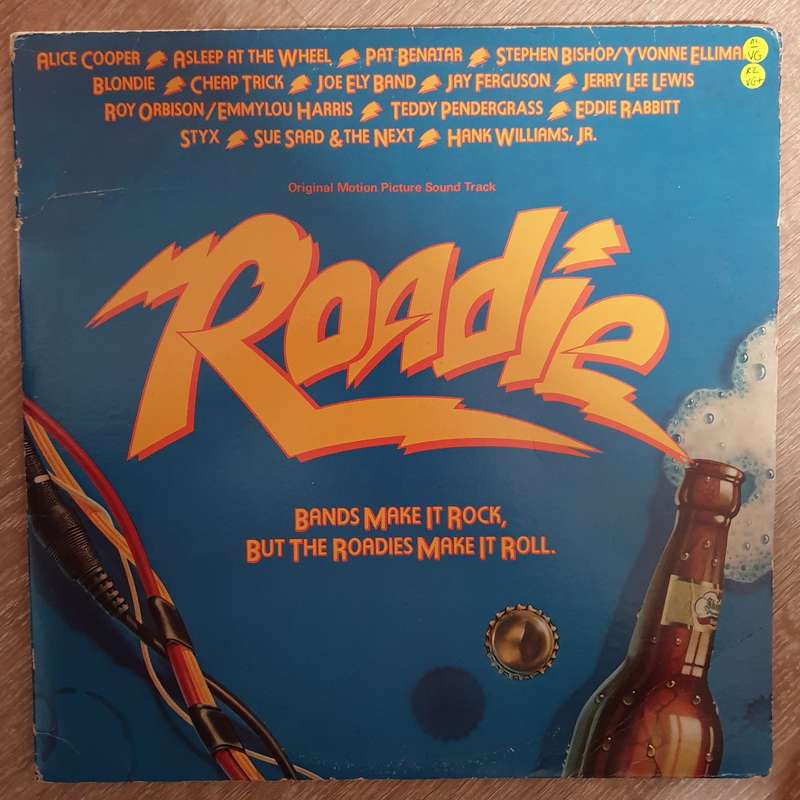 ALICE COOPER ASLEEP AT THE WHEEL PAT BENATAR STEPHEN BISHOP/YVONNE ELLIMA
BLONDIE CHEAP TRICK JOE ELY BAND JAY FERGUSON JERRY LEE LEWIS
ROY ORBISON/EMMYLOU HARRIS TEDDY PENDERGRASS EDDIE RABBITT
STYX SUE SAAD & THE NEXT HANK WILLIAMS, JR.
VG
VG+
Original Motion Picture Sound Track
Roadie
BANDS MAKE IT ROCK,
BUT THE ROADIES MAKE IT ROLL.